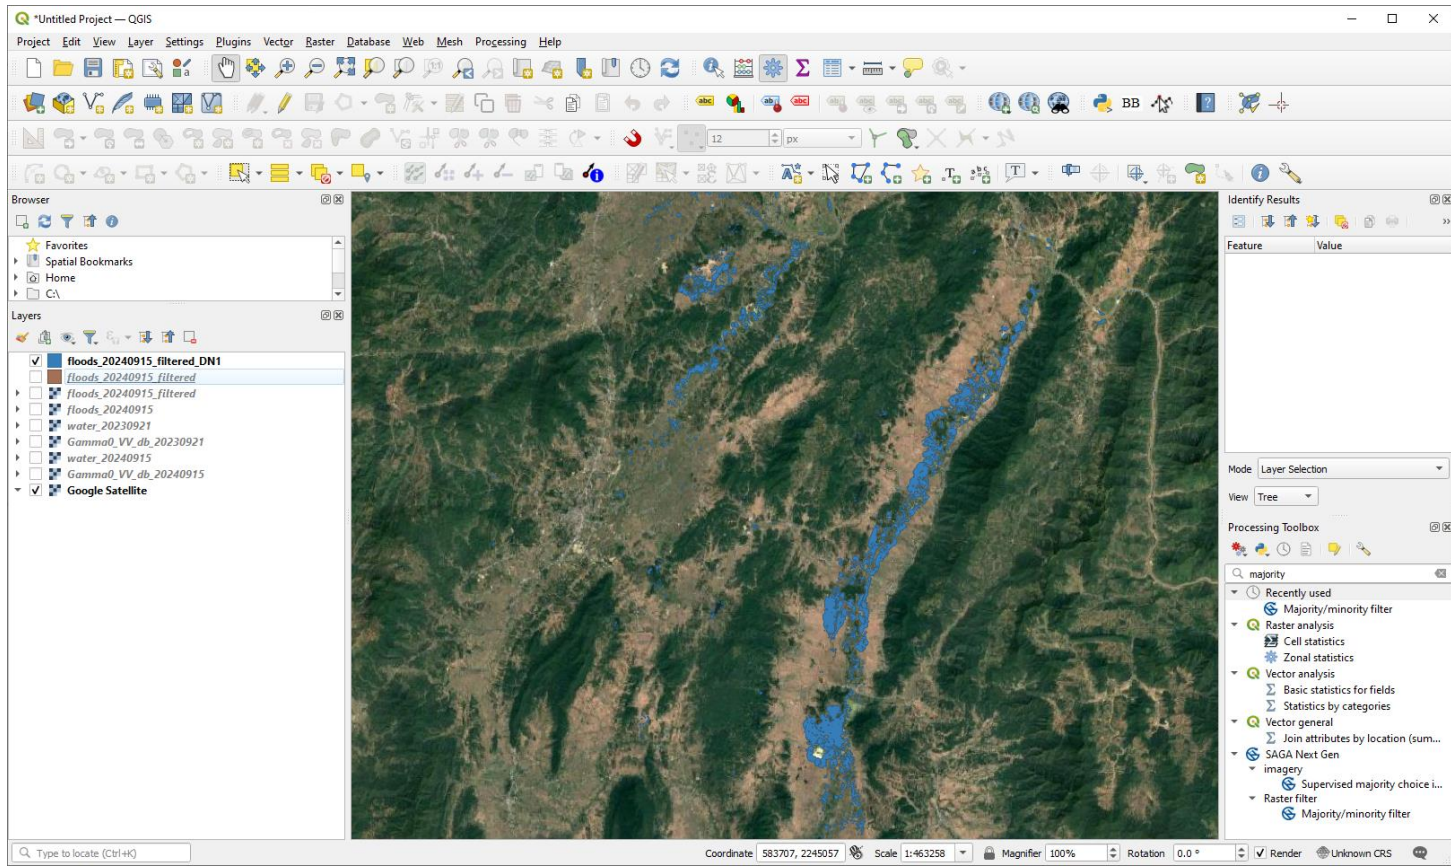 *Untitled Project — QGIS
Project Edit View Layer Settings Plugins Vector Raster Database Web Mesh Processing Help
abc abc abc BB
12 px
Browser
Favorites
Spatial Bookmarks
Home
C:\
Layers
floods_20240915_filtered_DN1
floods_20240915_filtered
floods_20240915_filtered
floods_20240915
water_20230921
Gamma0_VV_db_20230921
water_20240915
Gamma0_VV_db_20240915
Google Satellite
Identify Results
Feature Value
Mode Layer Selection
View Tree
Processing Toolbox
majority
Recently used
Majority/minority filter
Raster analysis
Cell statistics
Zonal statistics
Vector analysis
Basic statistics for fields
Statistics by categories
Vector general
Join attributes by location (sum...
SAGA Next Gen
imagery
Supervised majority choice i...
Raster filter
Majority/minority filter
Type to locate (Ctrl+K) Coordinate 583707, 2245057 Scale 1:463258 Magnifier 100% Rotation 0.0 ° Render Unknown CRS